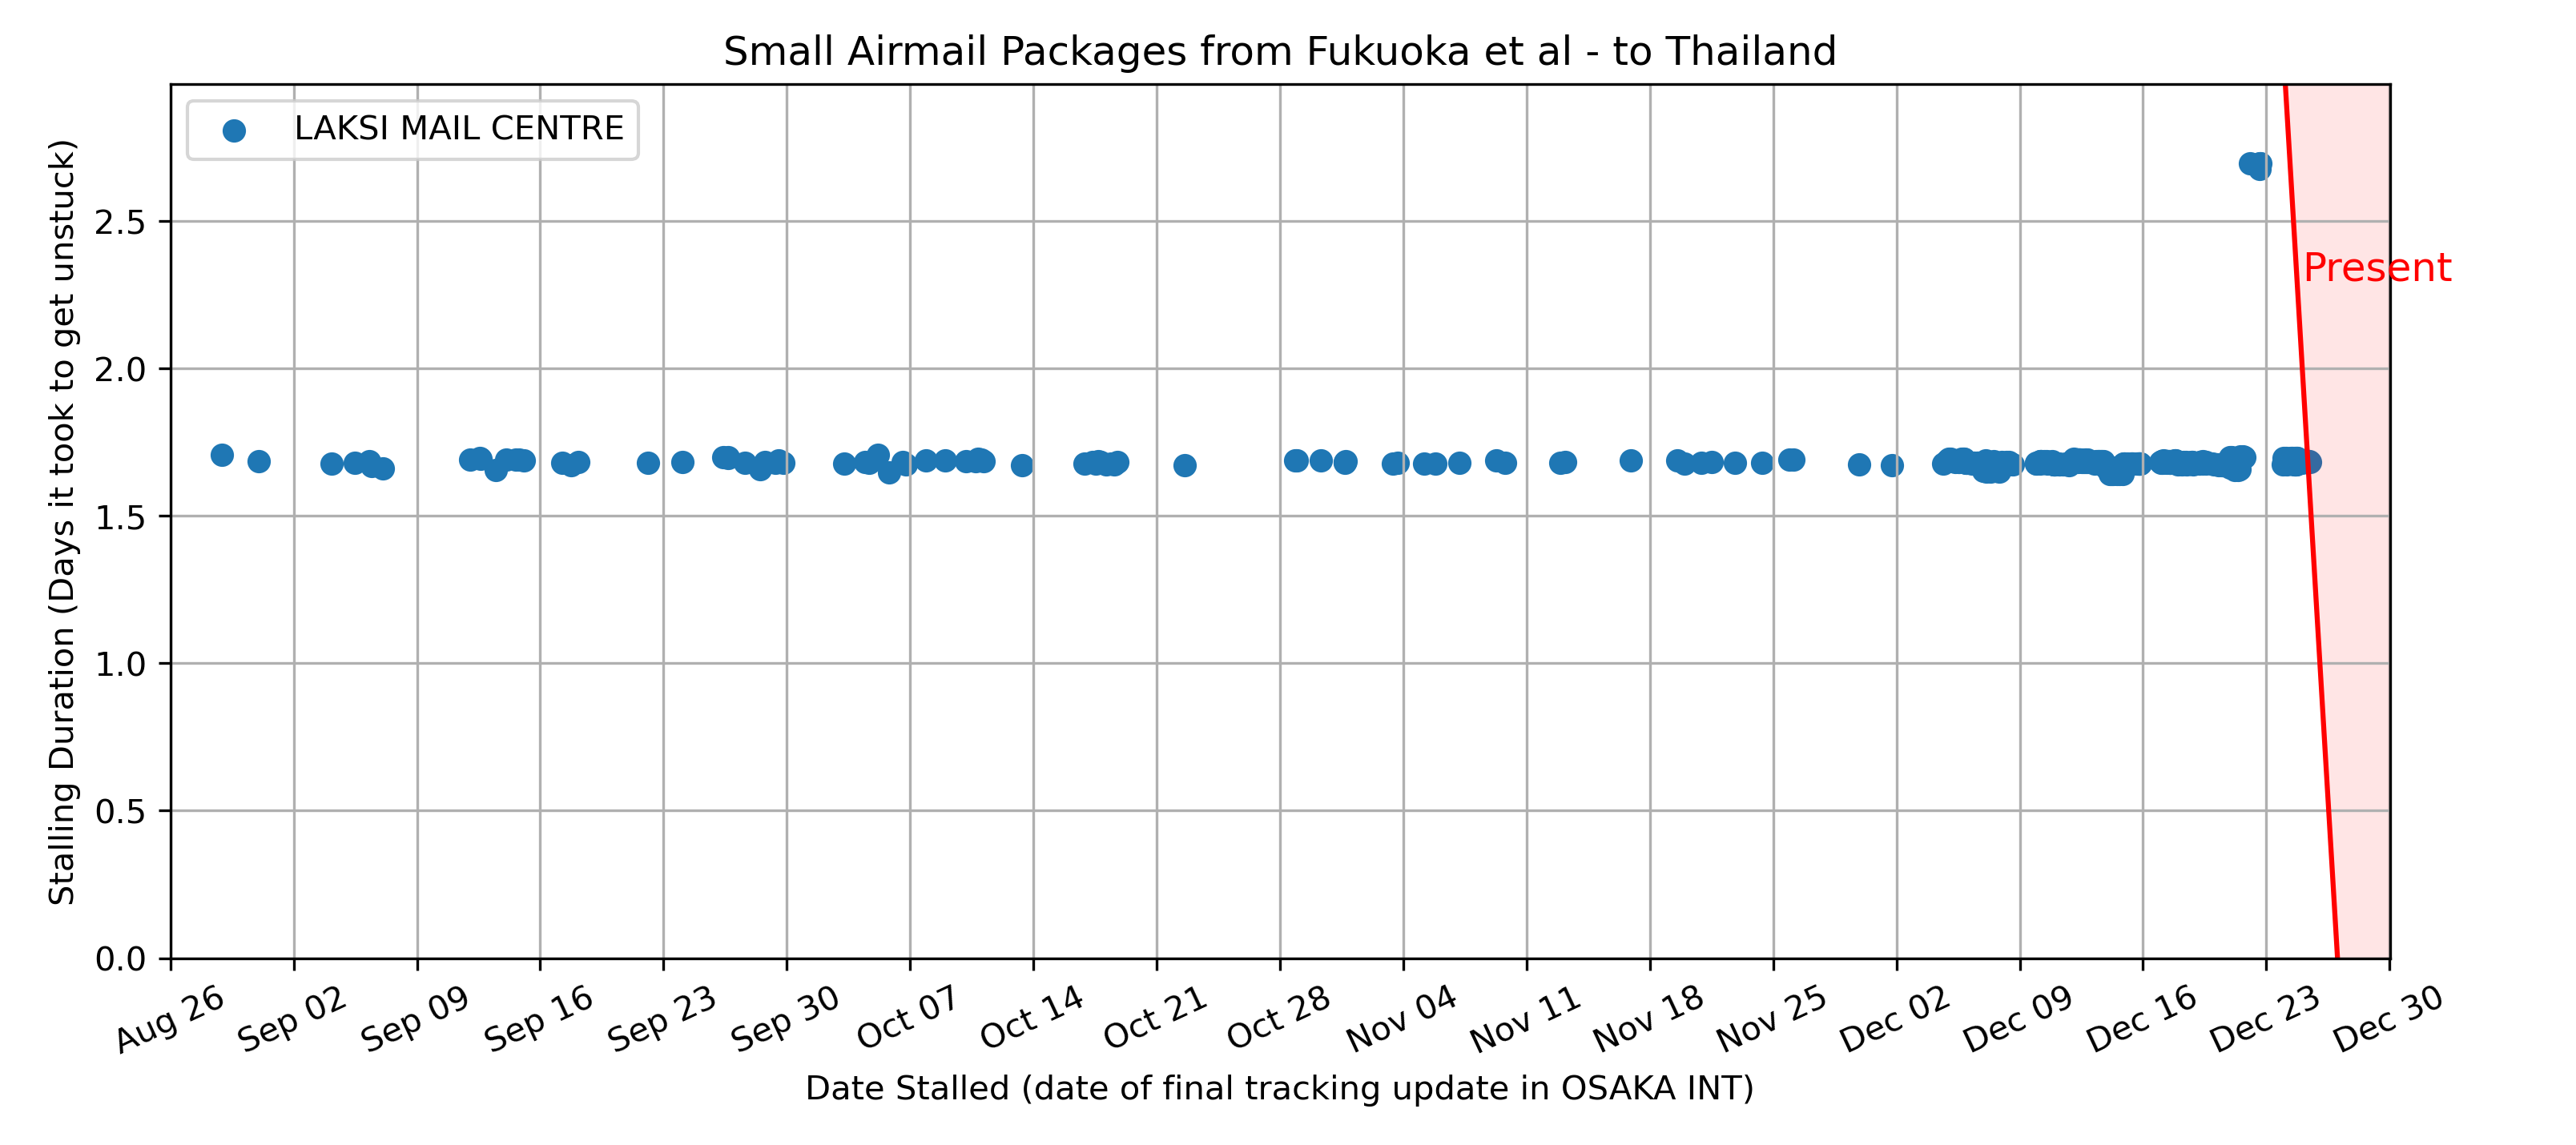 Small Airmail Packages from Fukuoka et al - to Thailand
LAKSI MAIL CENTRE
Stalling Duration (Days it took to get unstuck)
2.5
2.0
1.5
1.0
0.5
0.0
Present
Aug 26
Sep 02
Sep 09
Sep 16
Sep 23
Sep 30
Oct 07
Oct 14
Oct 21
Oct 28
Nov 04
Nov 11
Nov 18
Nov 25
Dec 02
Dec 09
Dec 16
Dec 23
Dec 30
Date Stalled (date of final tracking update in OSAKA INT)